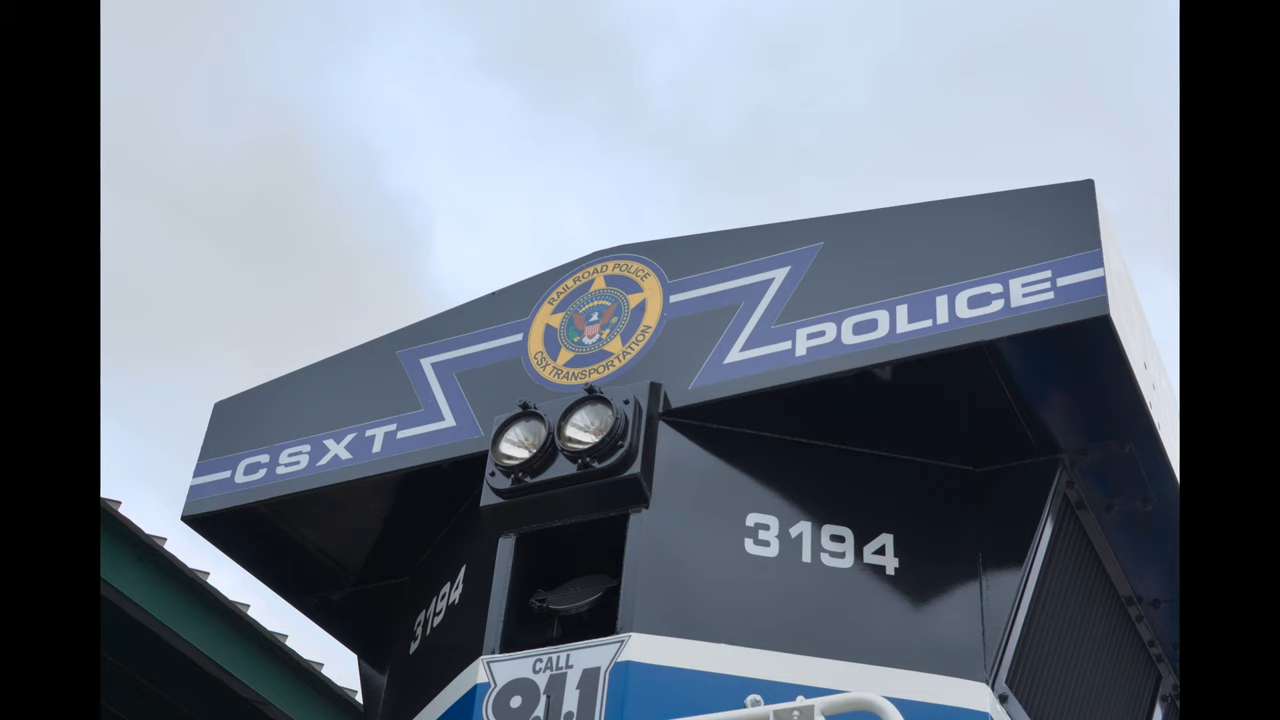 RAILROAD POLICE
CSX TRANSPORTATION
CSXT
POLICE
3194
3194
CALL
911